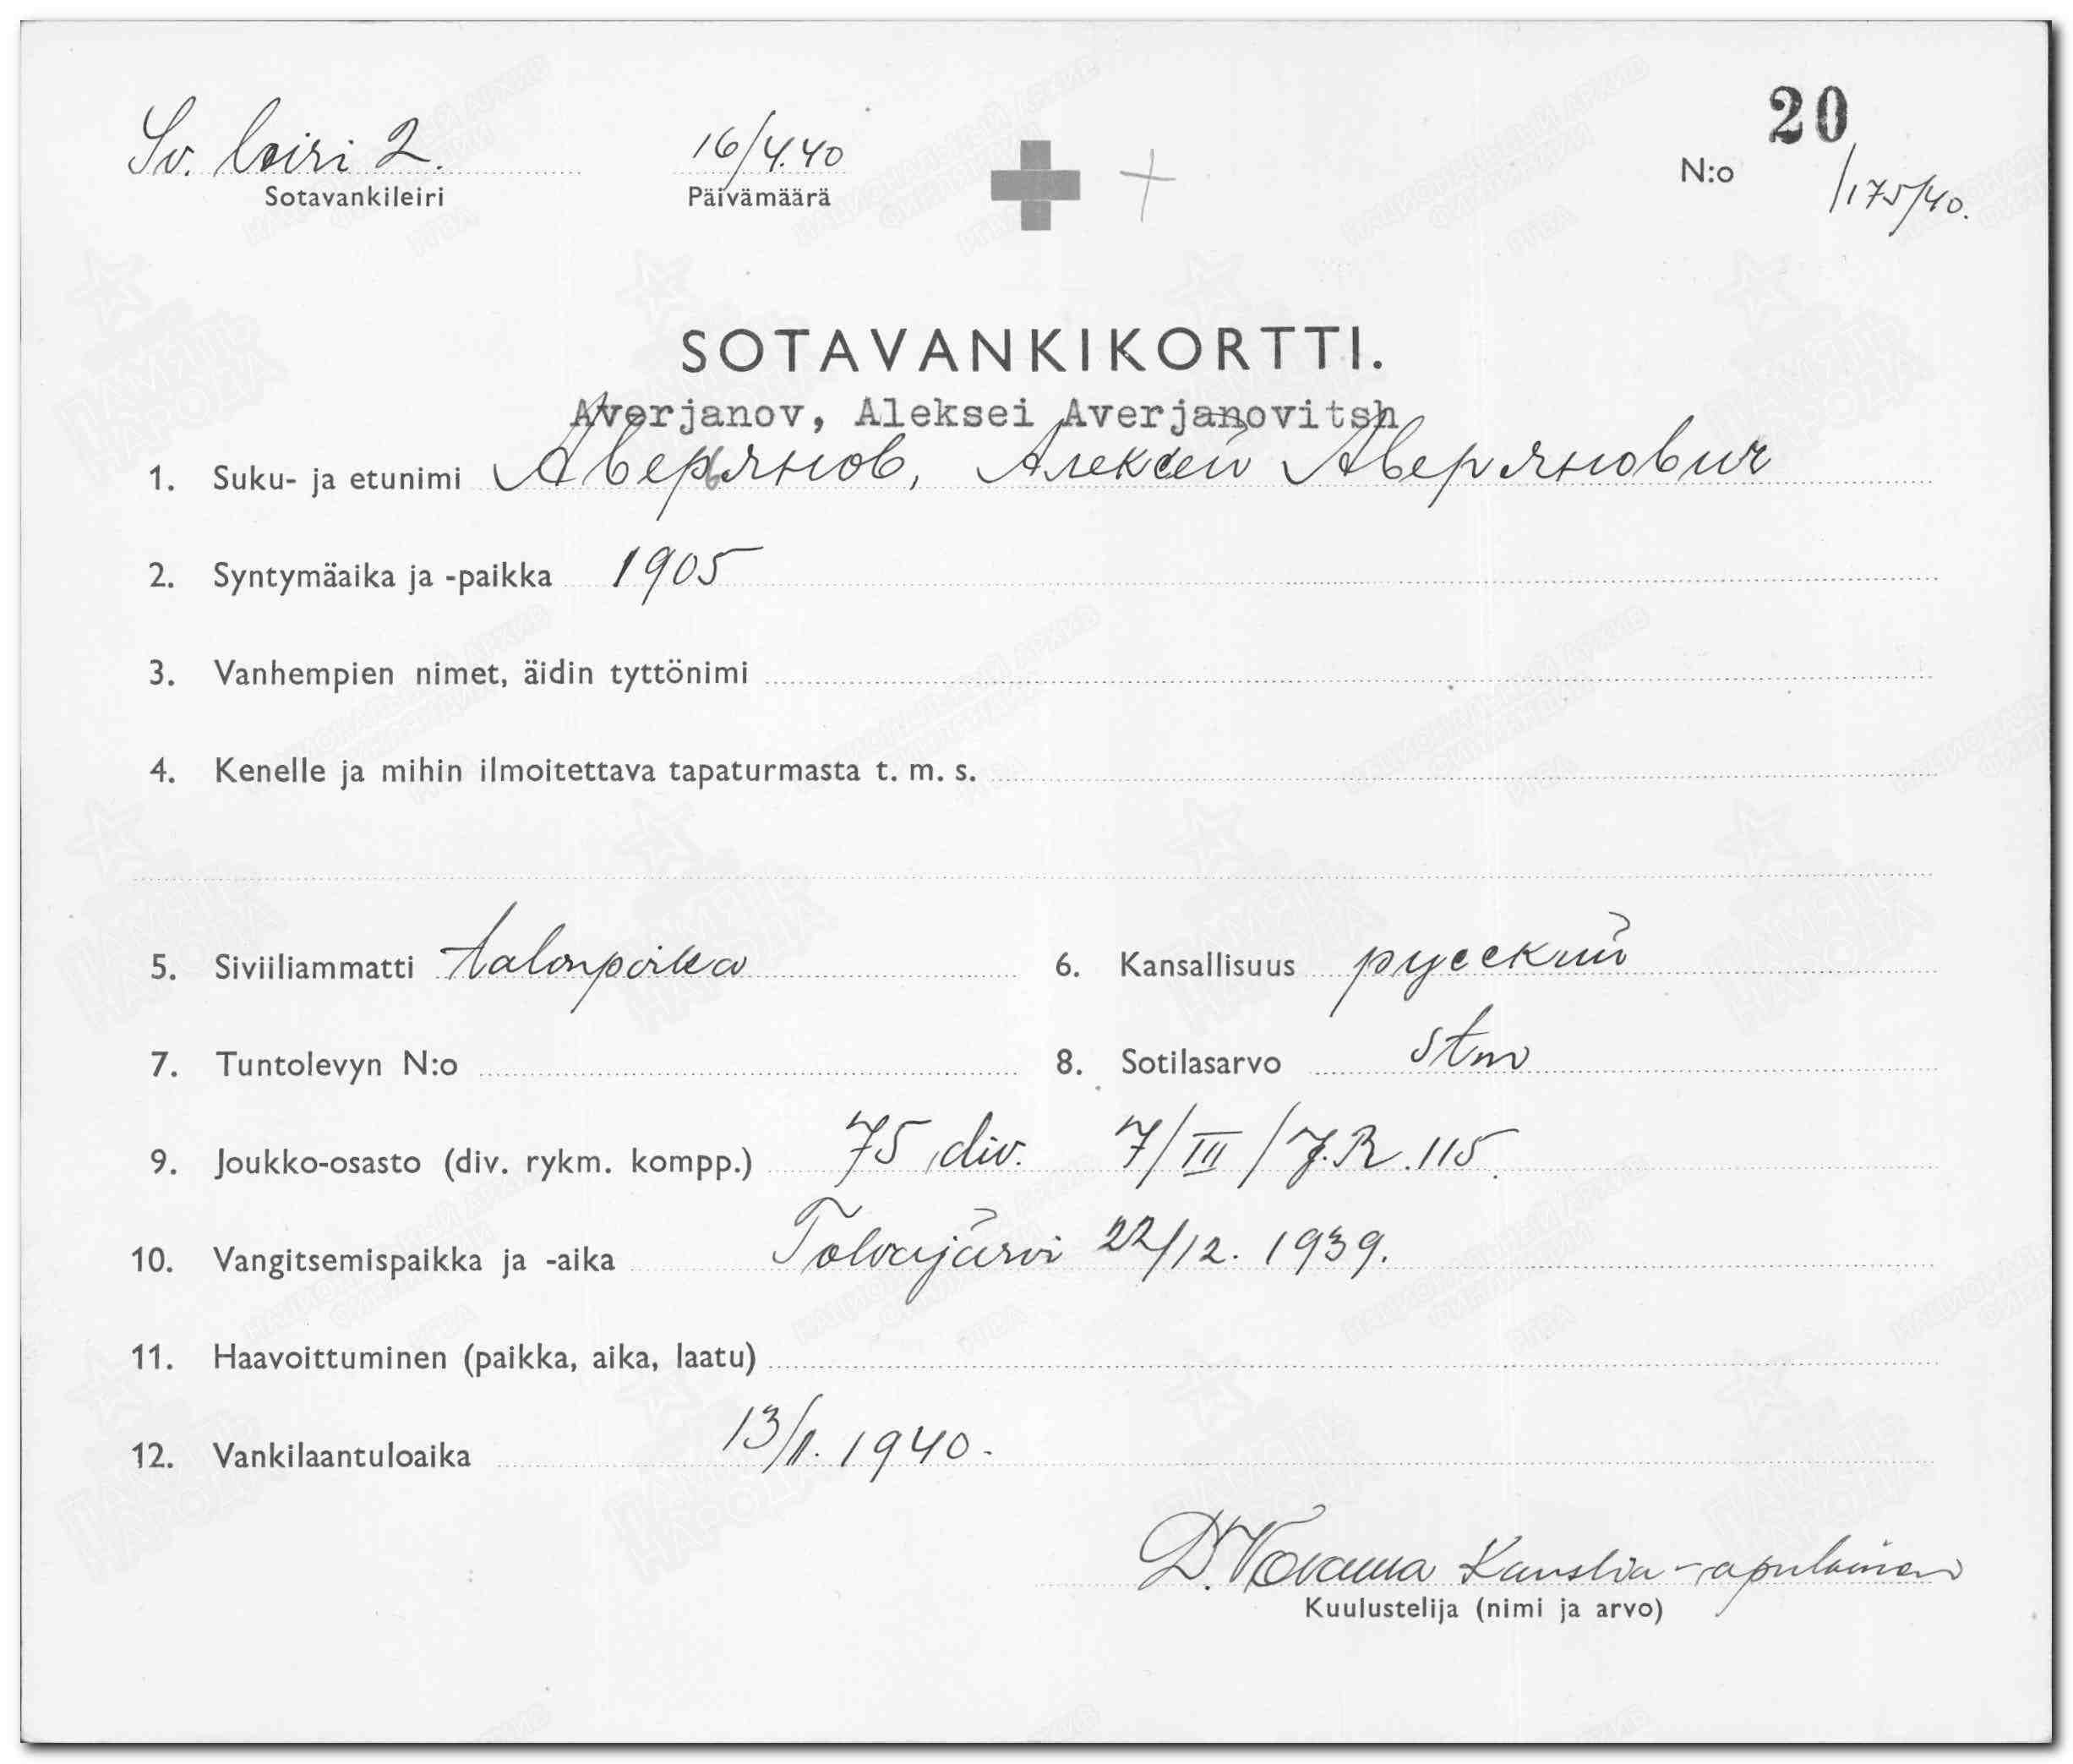 Sv. leiri 2. 16/4.40 20
Sotavankileiri Päivämäärä N:o /175/40.
SOTAVANKIKORTTI.
Averjanov, Aleksei Averjanovitsh
1. Suku- ja etunimi Аверьянов, Алексей Аверянович
2. Syntymäaika ja -paikka 1905
3. Vanhempien nimet, äidin tyttönimi
4. Kenelle ja mihin ilmoitettava tapaturmasta t. m. s.
5. Siviiliammatti talonpoika 6. Kansallisuus русский
7. Tuntolevyn N:o 8. Sotilasarvo stm
9. Joukko-osasto (div. rykm. kompp.) 75 div. 7/III/J.R.115.
10. Vangitsemispaikka ja -aika Tolvajärvi 22/12. 1939.
11. Haavoittuminen (paikka, aika, laatu)
12. Vankilaantuloaika 13/1. 1940.
D. Kanslia-apulainen
Kuulustelija (nimi ja arvo)